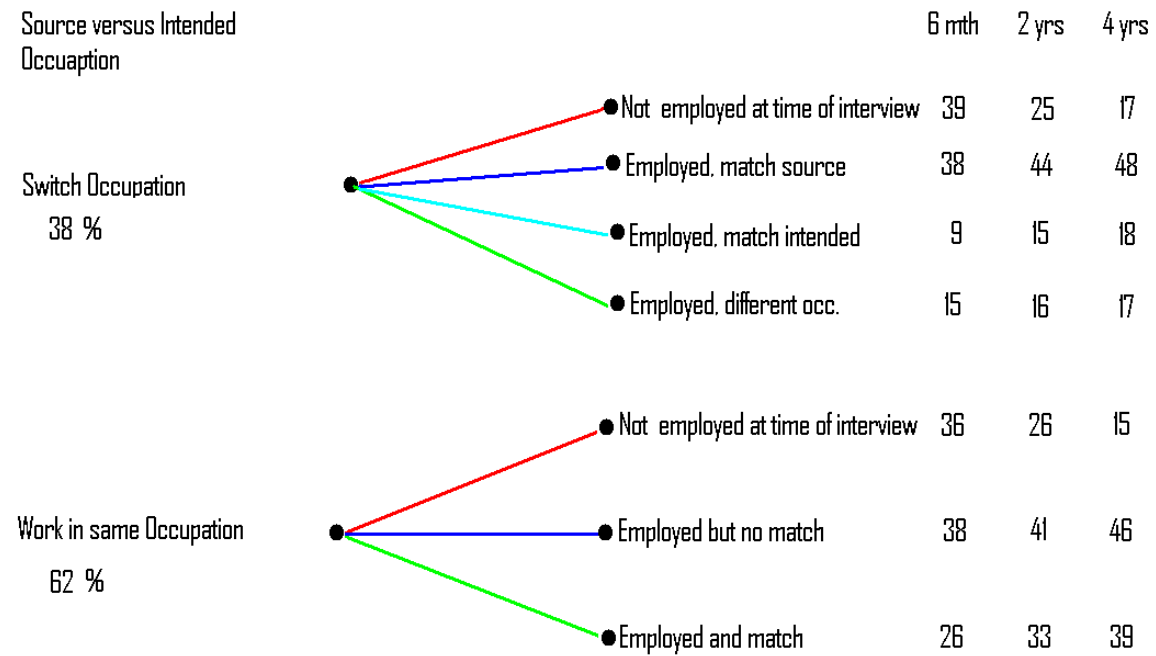 Source versus Intended
Occuaption
6 mth 2 yrs 4 yrs
Not employed at time of interview 39 25 17
Employed, match source 38 44 48
Switch Occupation
38 %
Employed, match intended 9 15 18
Employed, different occ. 15 16 17
Not employed at time of interview 36 26 15
Work in same Occupation
Employed but no match 38 41 46
62 %
Employed and match 26 33 39